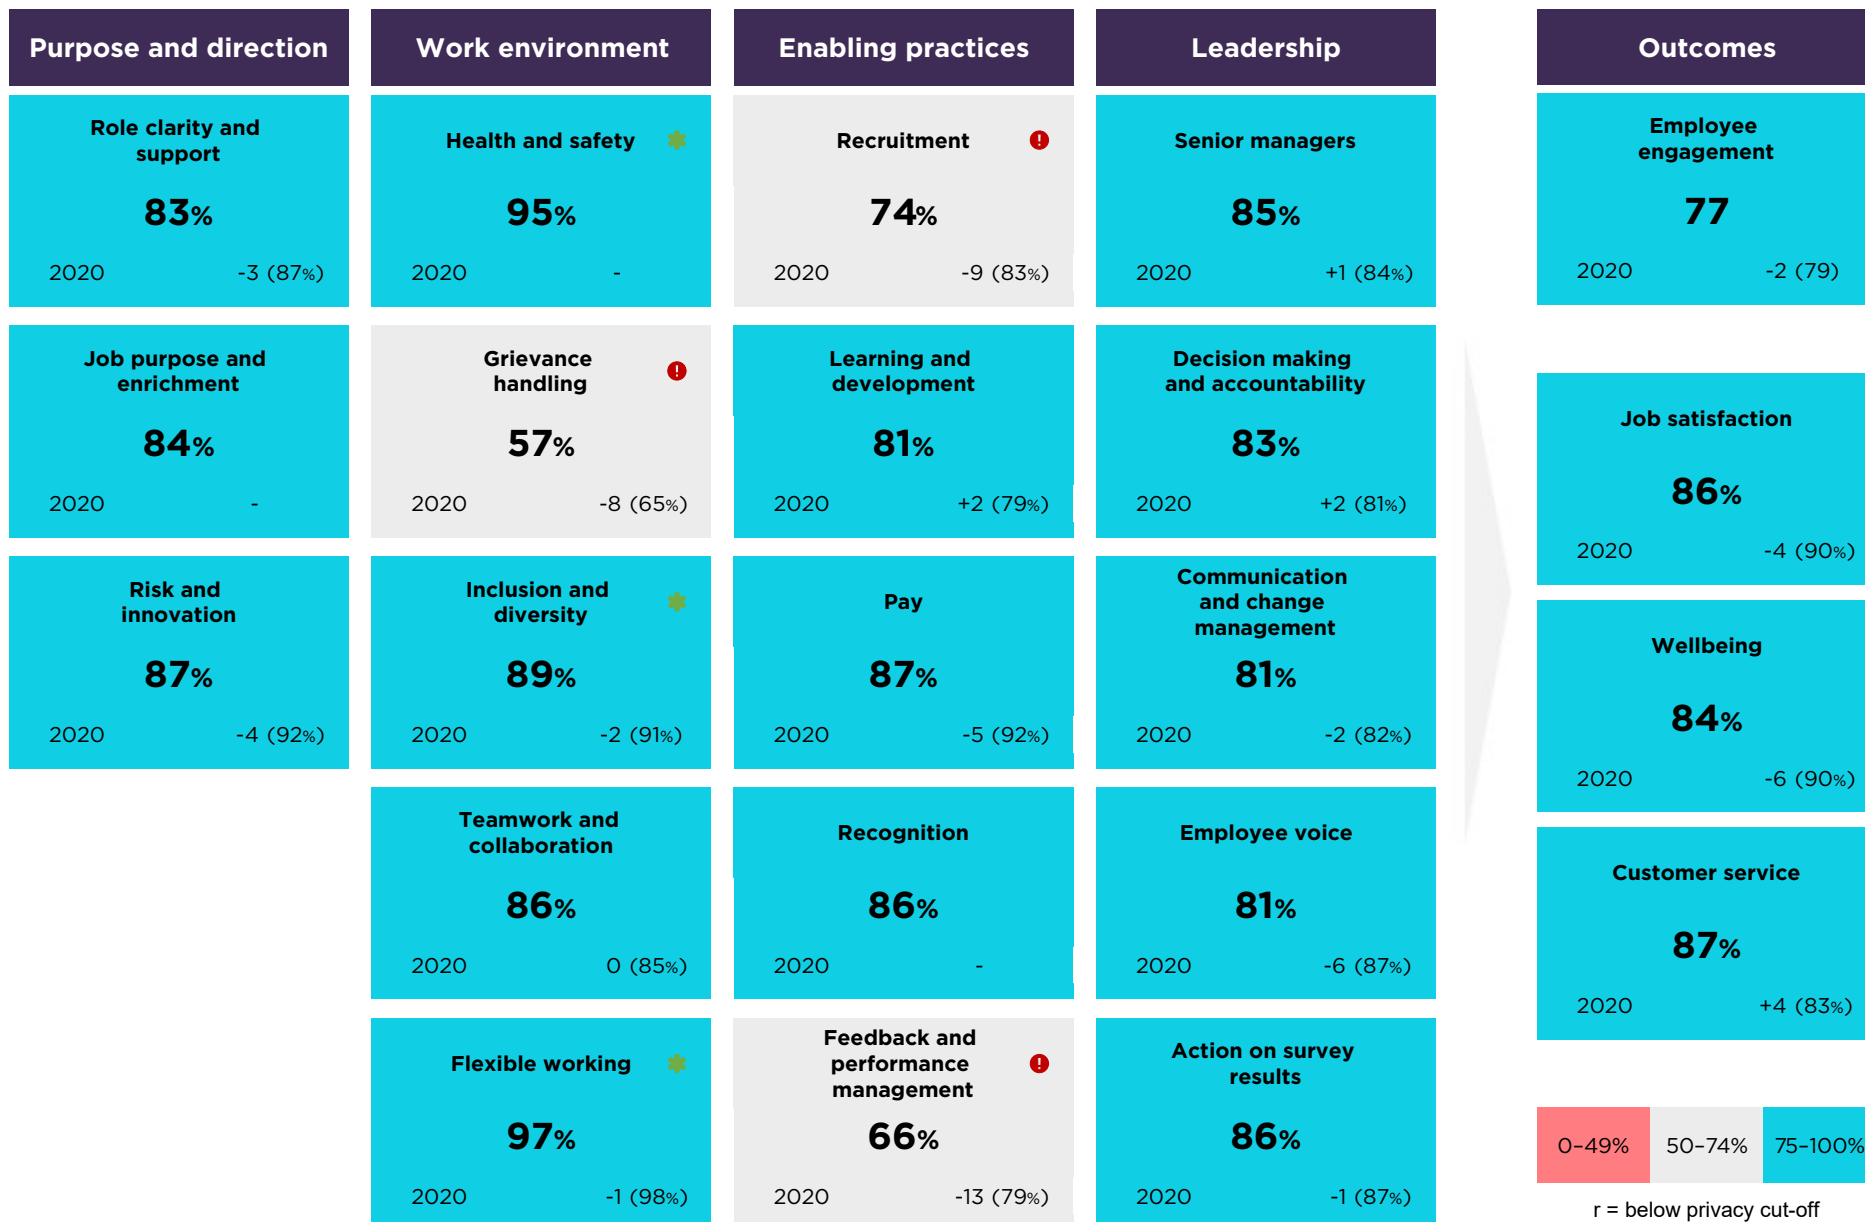 Purpose and direction
Role clarity and
support
83%
2020 -3 (87%)
Job purpose and
enrichment
84%
2020 -
Risk and
innovation
87%
2020 -4 (92%)
Work environment
Health and safety
95%
2020 -
Grievance
handling
57%
2020 -8 (65%)
Inclusion and
diversity
89%
2020 -2 (91%)
Teamwork and
collaboration
86%
2020 0 (85%)
Flexible working
97%
2020 -1 (98%)
Enabling practices
Recruitment
74%
2020 -9 (83%)
Learning and
development
81%
2020 +2 (79%)
Pay
87%
2020 -5 (92%)
Recognition
86%
2020 -
Feedback and
performance
management
66%
2020 -13 (79%)
Leadership
Senior managers
85%
2020 +1 (84%)
Decision making
and accountability
83%
2020 +2 (81%)
Communication
and change
management
81%
2020 -2 (82%)
Employee voice
81%
2020 -6 (87%)
Action on survey
results
86%
2020 -1 (87%)
Outcomes
Employee
engagement
77
2020 -2 (79)
Job satisfaction
86%
2020 -4 (90%)
Wellbeing
84%
2020 -6 (90%)
Customer service
87%
2020 +4 (83%)
0–49% 50–74% 75–100%
r = below privacy cut-off